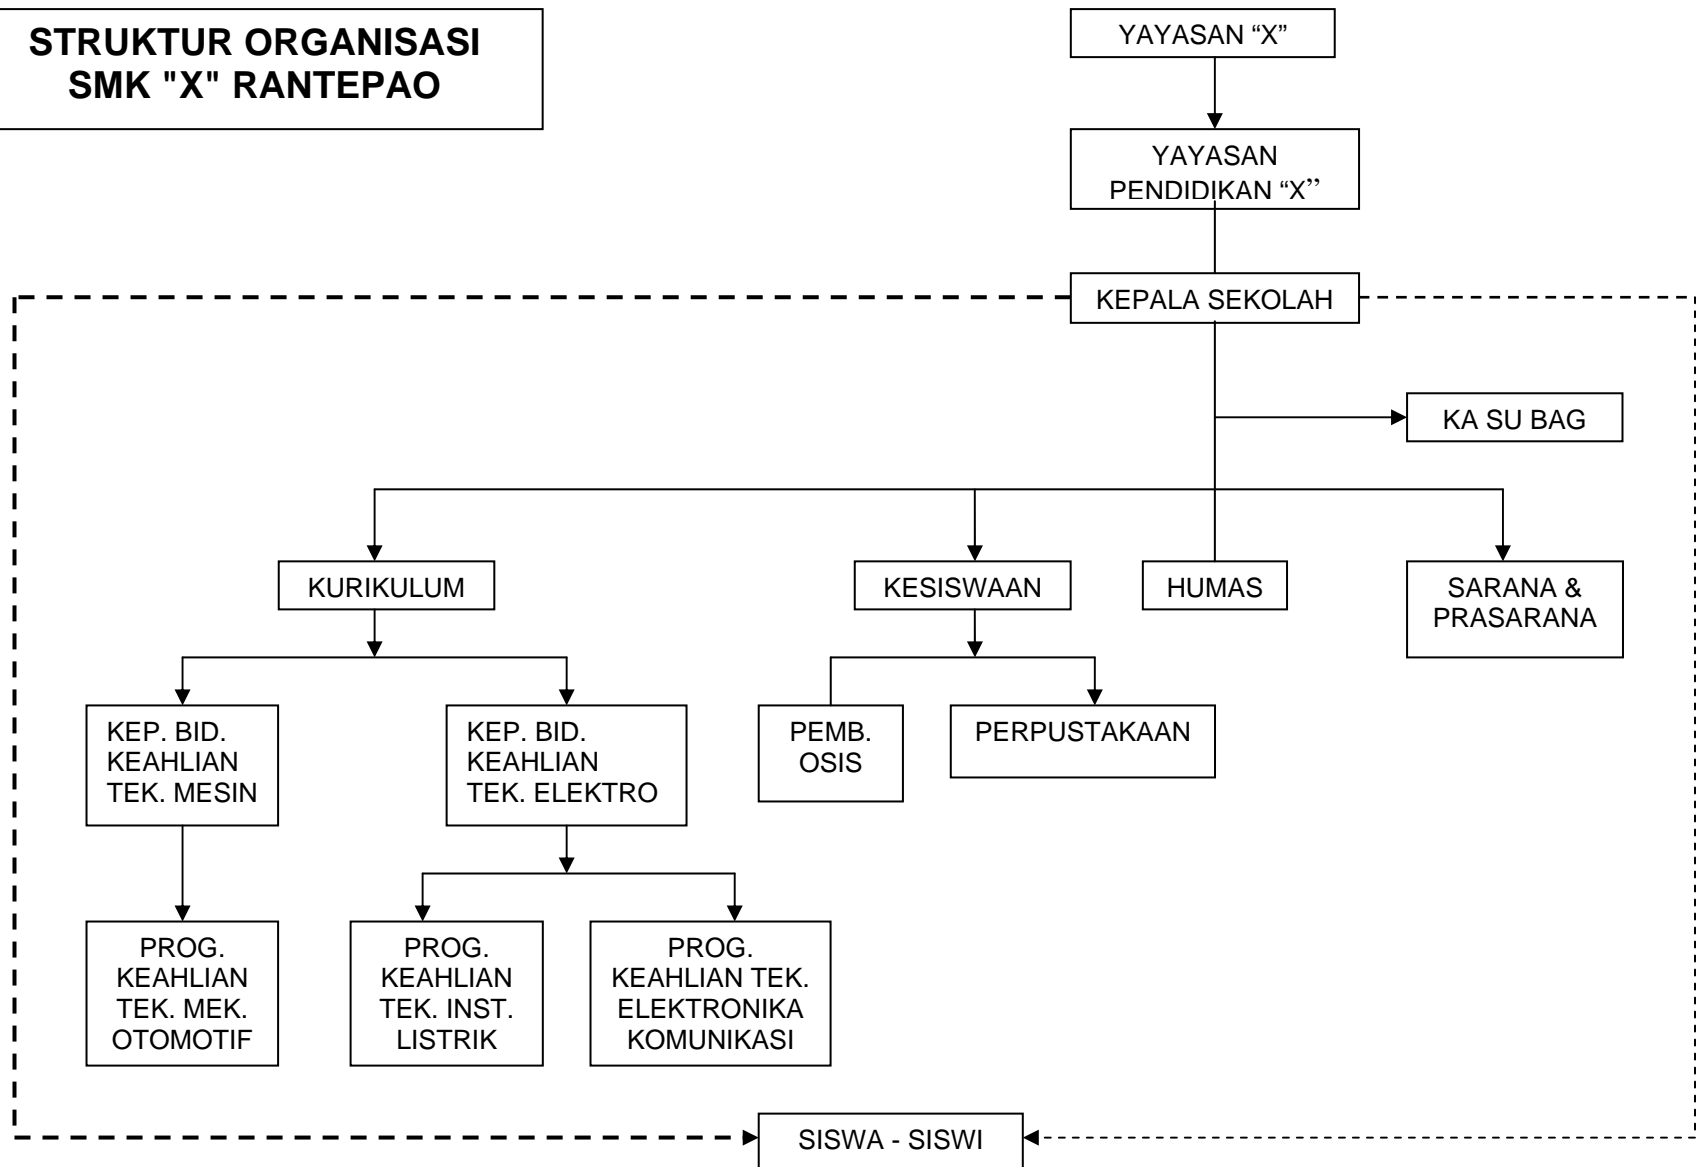 STRUKTUR ORGANISASI
SMK "X" RANTEPAO
YAYASAN “X”
YAYASAN
PENDIDIKAN “X”
KEPALA SEKOLAH
KA SU BAG
KURIKULUM
KESISWAAN
HUMAS
SARANA &
PRASARANA
KEP. BID.
KEAHLIAN
TEK. MESIN
KEP. BID.
KEAHLIAN
TEK. ELEKTRO
PEMB.
OSIS
PERPUSTAKAAN
PROG.
KEAHLIAN
TEK. MEK.
OTOMOTIF
PROG.
KEAHLIAN
TEK. INST.
LISTRIK
PROG.
KEAHLIAN TEK.
ELEKTRONIKA
KOMUNIKASI
SISWA - SISWI